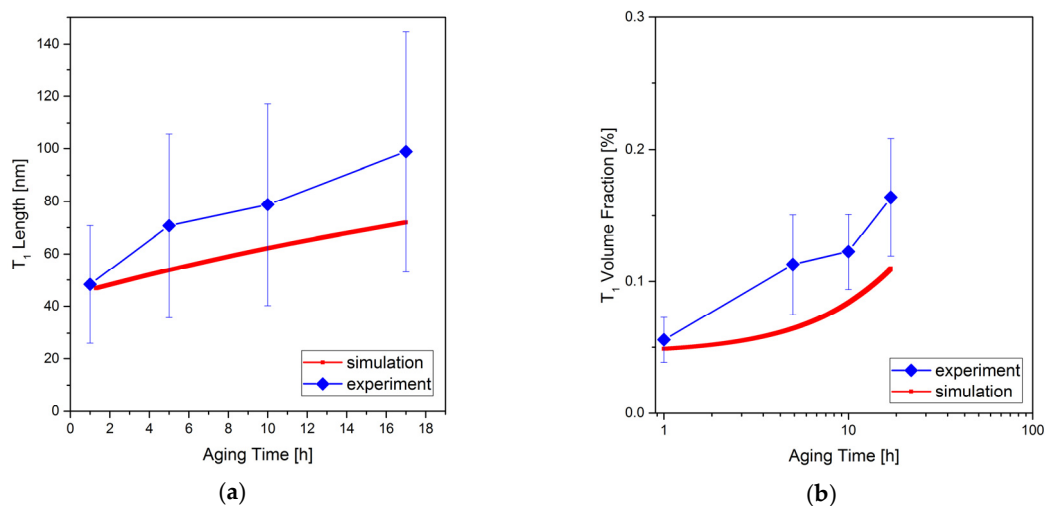 140
120
100
80
60
40
20
0
T₁ Length [nm]
simulation
experiment
0 2 4 6 8 10 12 14 16 18
Aging Time [h]
(a)
0.3
0.2
0.1
0.0
T₁ Volume Fraction [%]
experiment
simulation
1 10 100
Aging Time [h]
(b)